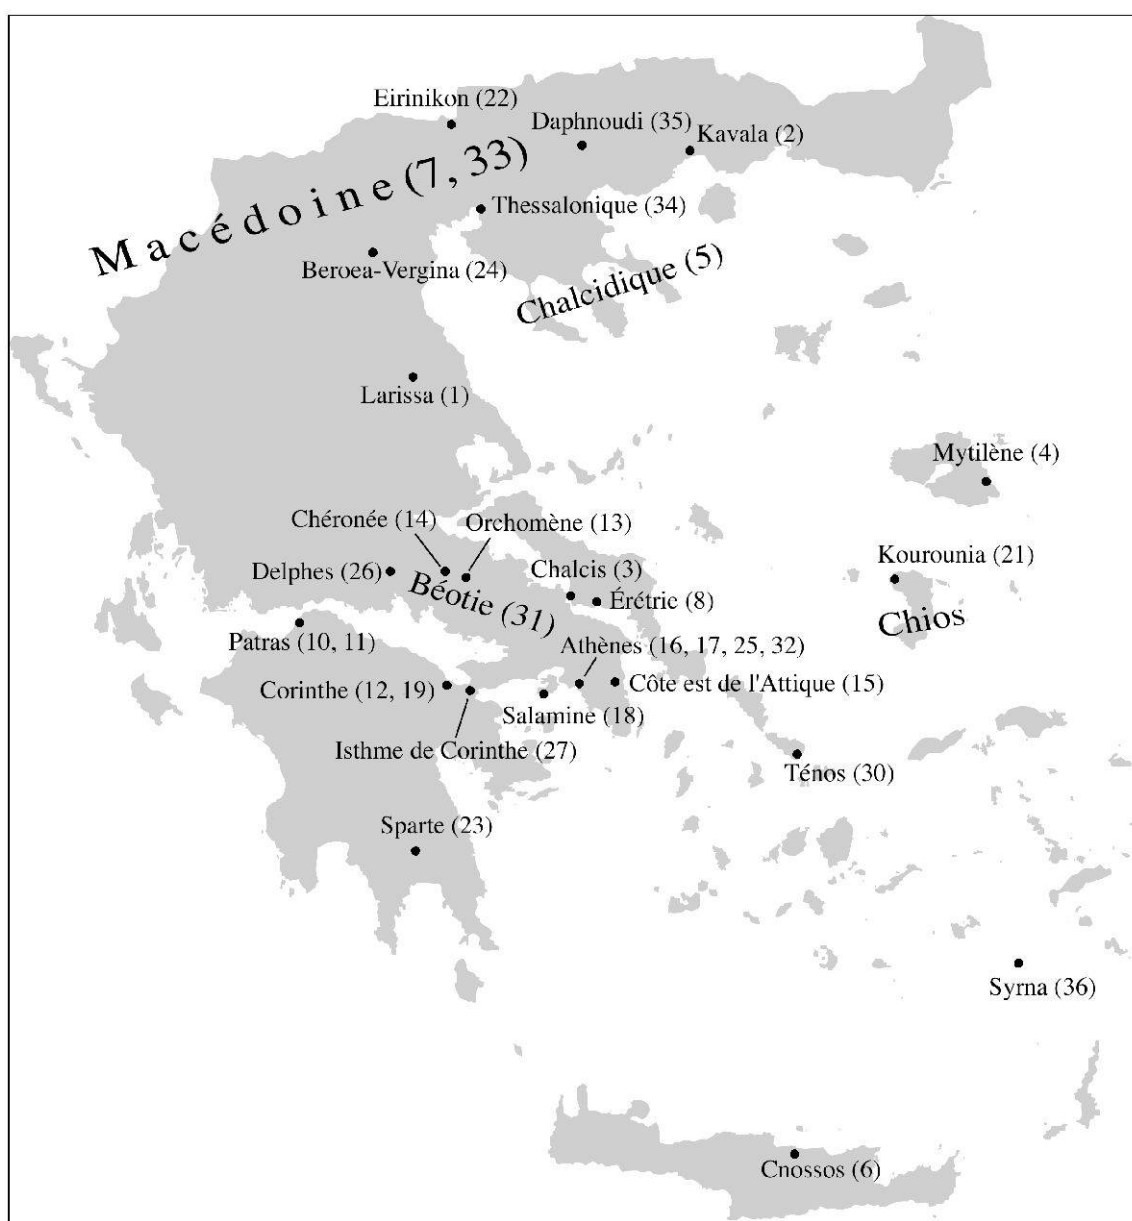 Eirinikon (22)
Daphnoudi (35)
Kavala (2)
Macédoine (7, 33)
Thessalonique (34)
Beroea-Vergina (24)
Chalcidique (5)
Larissa (1)
Mytilène (4)
Chéronée (14)
Orchomène (13)
Kourounia (21)
Delphes (26)
Chalcis (3)
Béotie (31)
Érétrie (8)
Chios
Patras (10, 11)
Athènes (16, 17, 25, 32)
Corinthe (12, 19)
Côte est de l'Attique (15)
Salamine (18)
Isthme de Corinthe (27)
Ténos (30)
Sparte (23)
Syrna (36)
Cnossos (6)